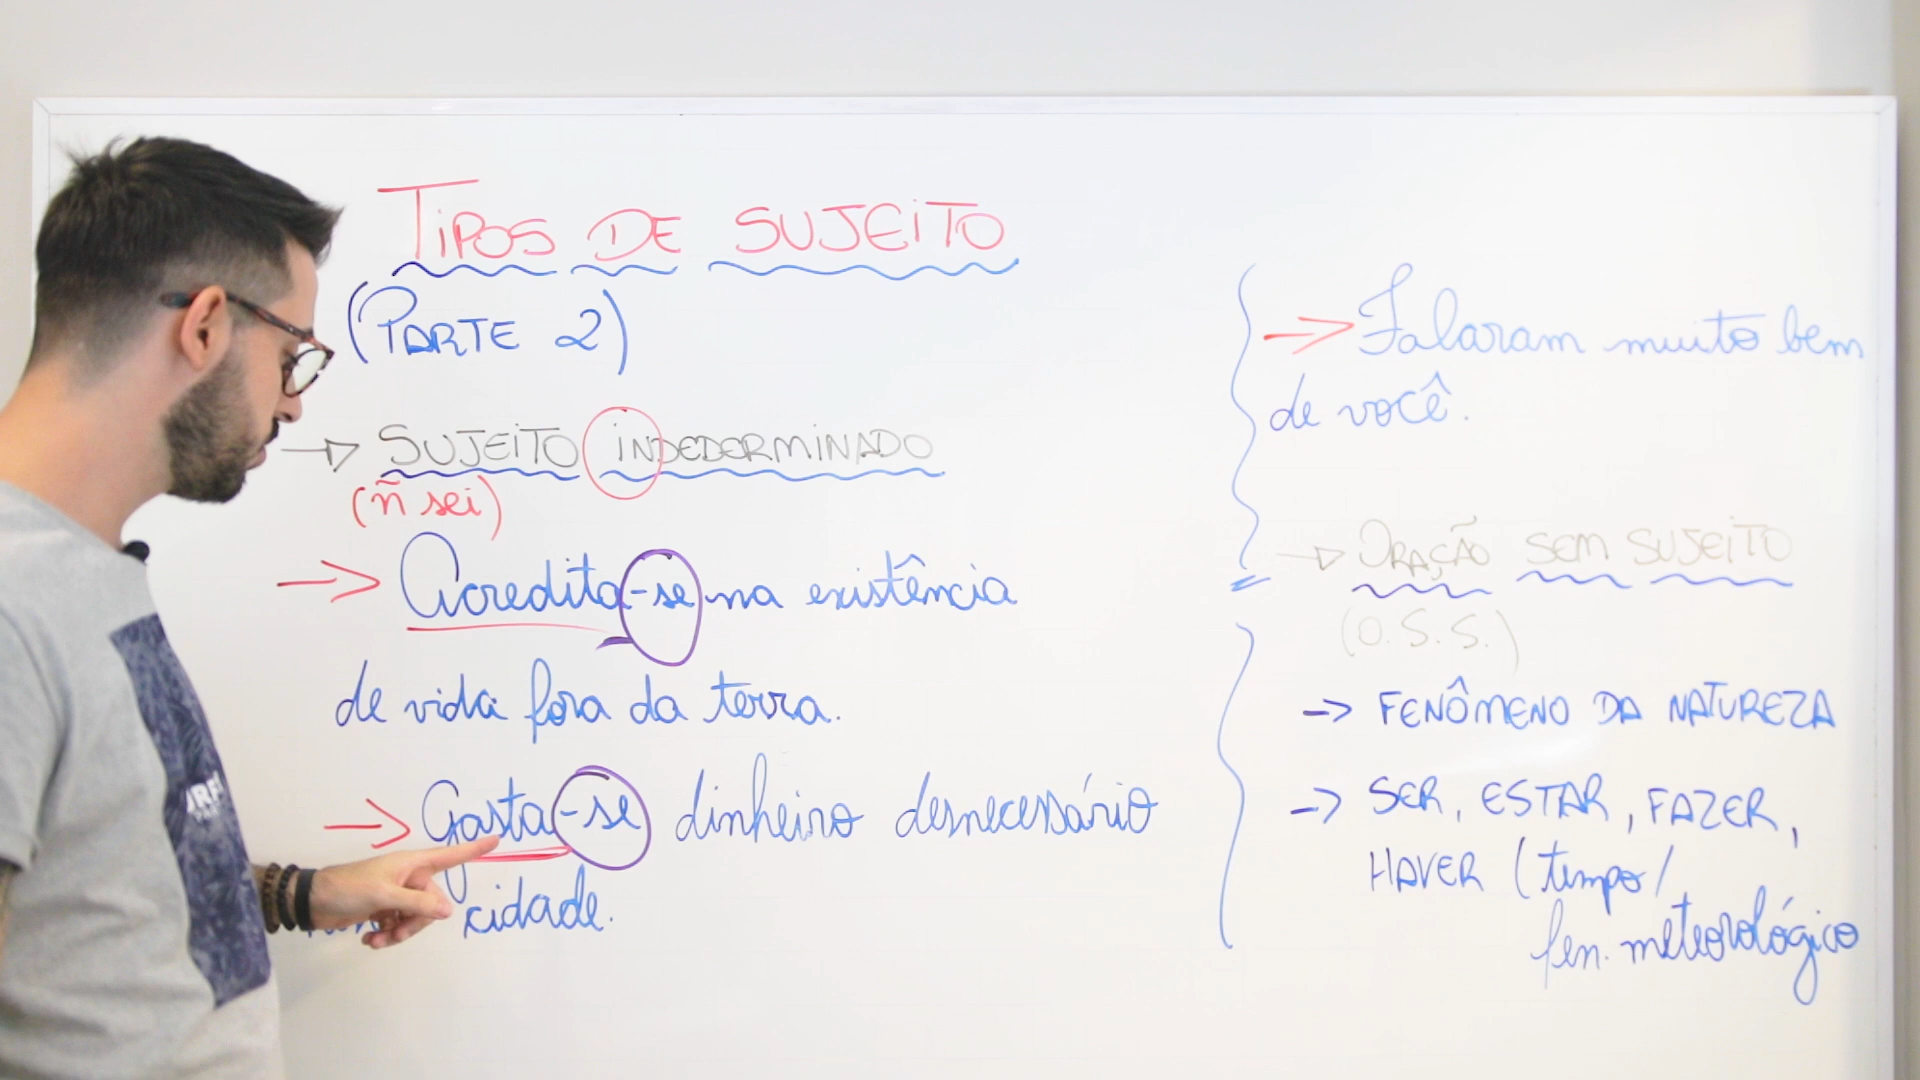 TIPOS DE SUJEITO
(PARTE 2)
→ SUJEITO INDEDERMINADO
(ñ sei)
→ Acredita-se na existência
de vida fora da terra.
→ Gasta-se dinheiro desnecessário
cidade.
→ Falaram muito bem
de você.
→ ORAÇÃO SEM SUJEITO
(O.S.S.)
→ FENÔMENO DA NATUREZA
→ SER, ESTAR, FAZER,
HAVER (tempo/
fen. meteorológico